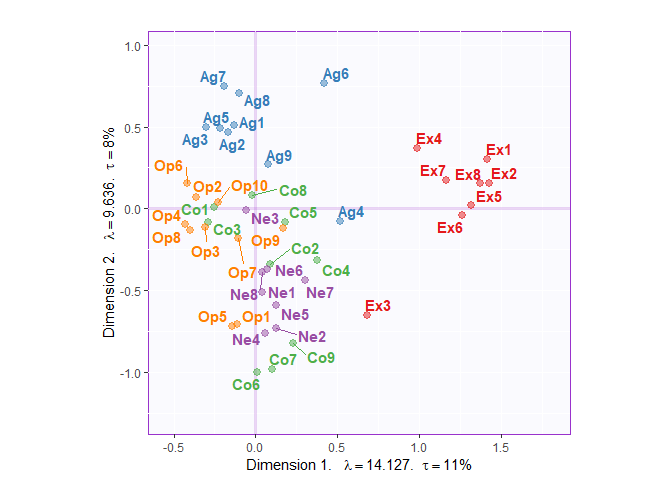 1.0
Ag7
Ag6
Ag8
0.5
Ag5
Ag1
Ag3
Ag2
Ex4
Ex1
Ag9
Op6
Ex7
Ex8
Ex2
Op2
Op10
Co8
Ex5
0.0
Op4
Co1
Ne3
Co5
Ag4
Ex6
Op8
Co3
Op9
Op3
Co2
Op7
Ne6
Co4
-0.5
Ne8
Ne1
Ne7
Ex3
Op5
Op1
Ne5
Ne4
Ne2
Co7
Co9
-1.0
Co6
-0.5
0.0
0.5
1.0
1.5
Dimension 1. λ = 14.127. τ = 11%
Dimension 2. λ = 9.636. τ = 8%